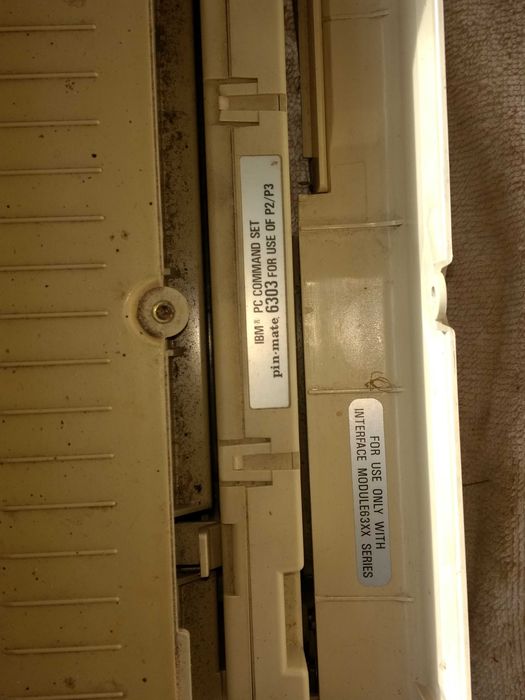 IBM® PC COMMAND SET
pin-mate 6303 FOR USE OF P2/P3
FOR USE ONLY WITH
INTERFACE MODULE63XX SERIES